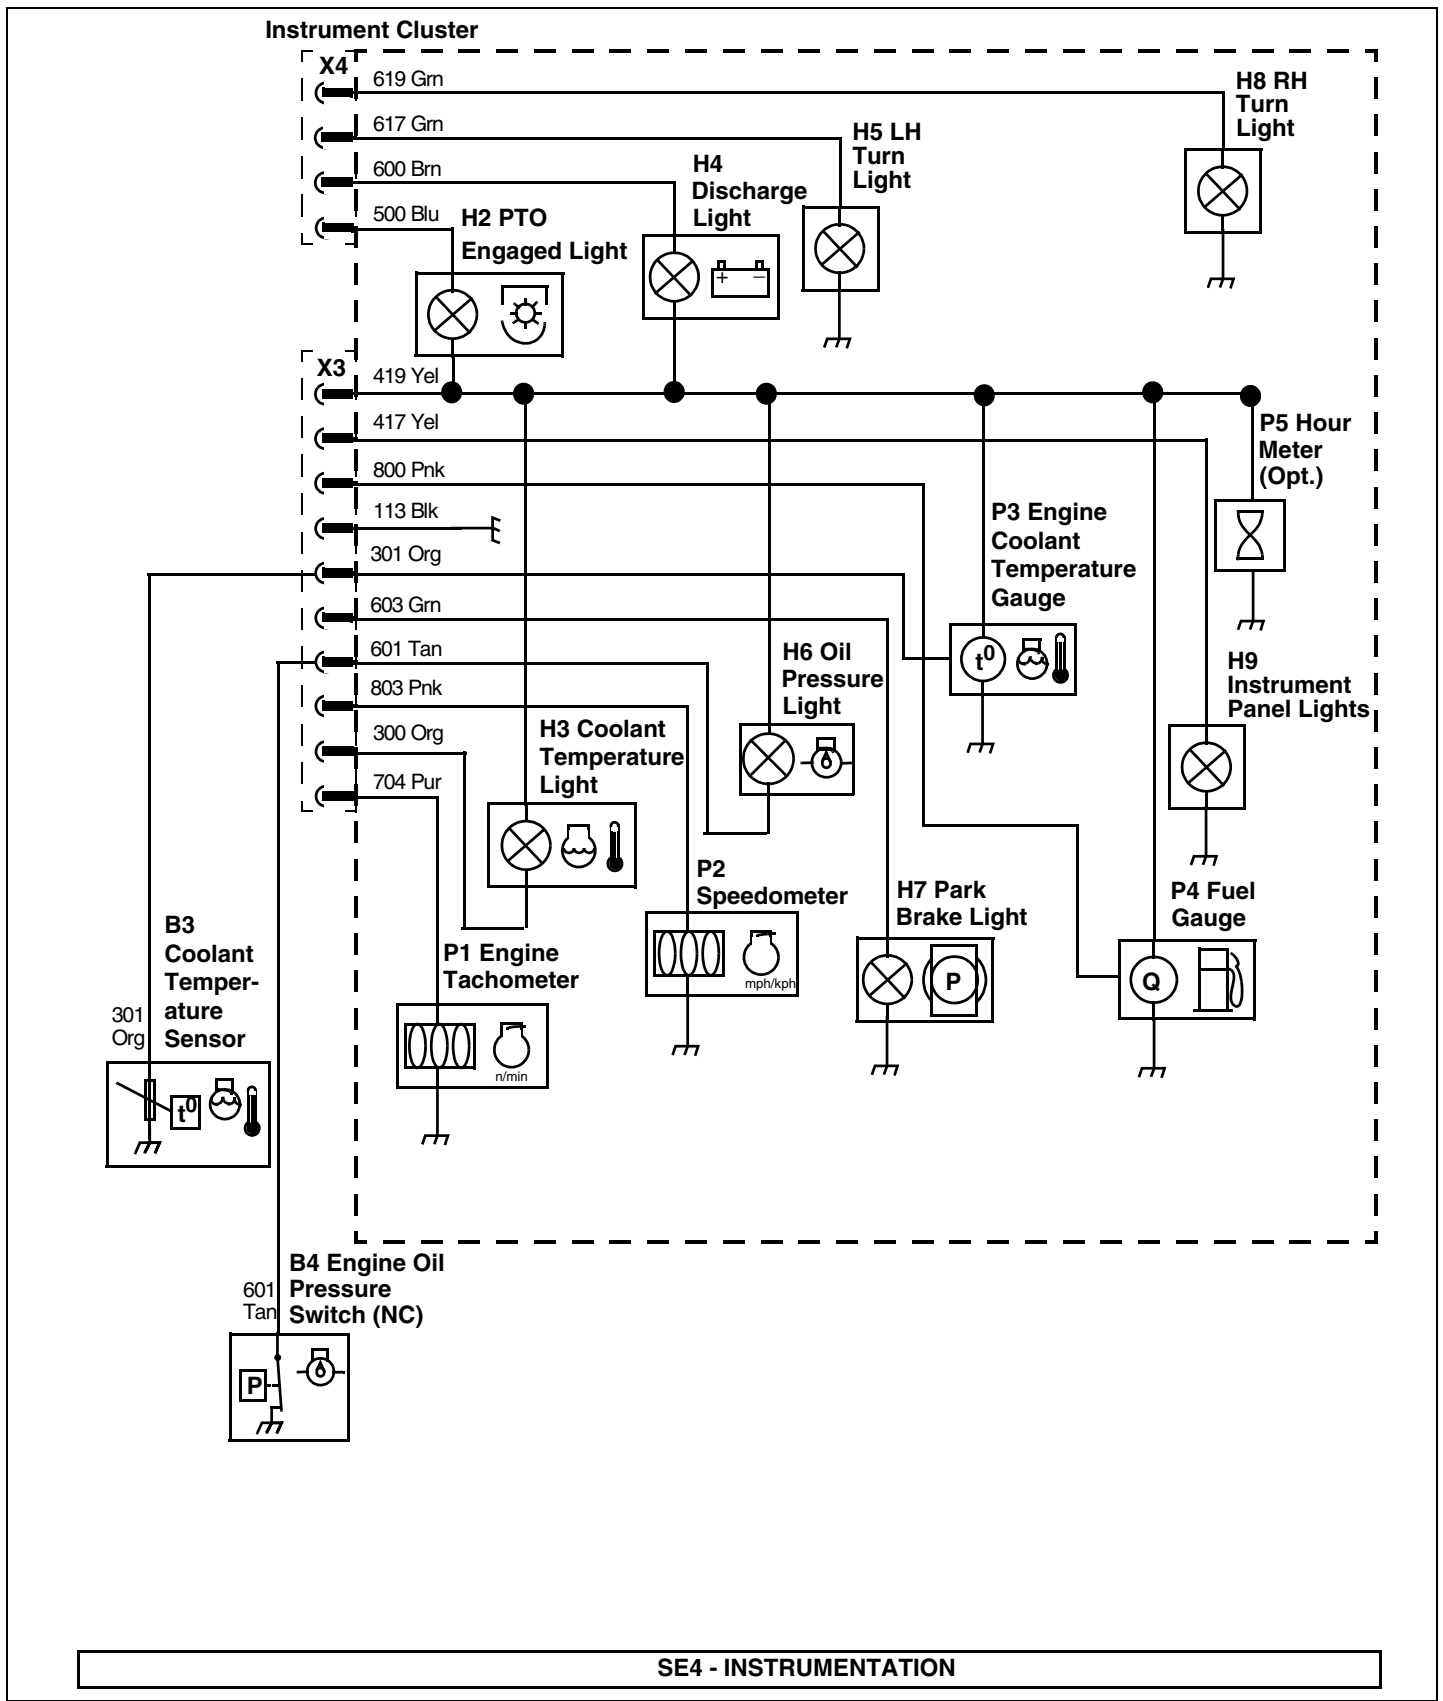 Instrument Cluster
X4
619 Grn
617 Grn
600 Brn
500 Blu
H8 RH
Turn
Light
H5 LH
Turn
Light
H4
Discharge
Light
+ –
H2 PTO
Engaged Light
X3
419 Yel
417 Yel
800 Pnk
113 Blk
301 Org
603 Grn
601 Tan
803 Pnk
300 Org
704 Pur
P5 Hour
Meter
(Opt.)
P3 Engine
Coolant
Temperature
Gauge
t0
H6 Oil
Pressure
Light
H9
Instrument
Panel Lights
H3 Coolant
Temperature
Light
P2
Speedometer
mph/kph
H7 Park
Brake Light
P
P4 Fuel
Gauge
Q
P1 Engine
Tachometer
n/min
B3
Coolant
Temper-
ature
Sensor
301
Org
t0
B4 Engine Oil
Pressure
Switch (NC)
601
Tan
P
SE4 - INSTRUMENTATION